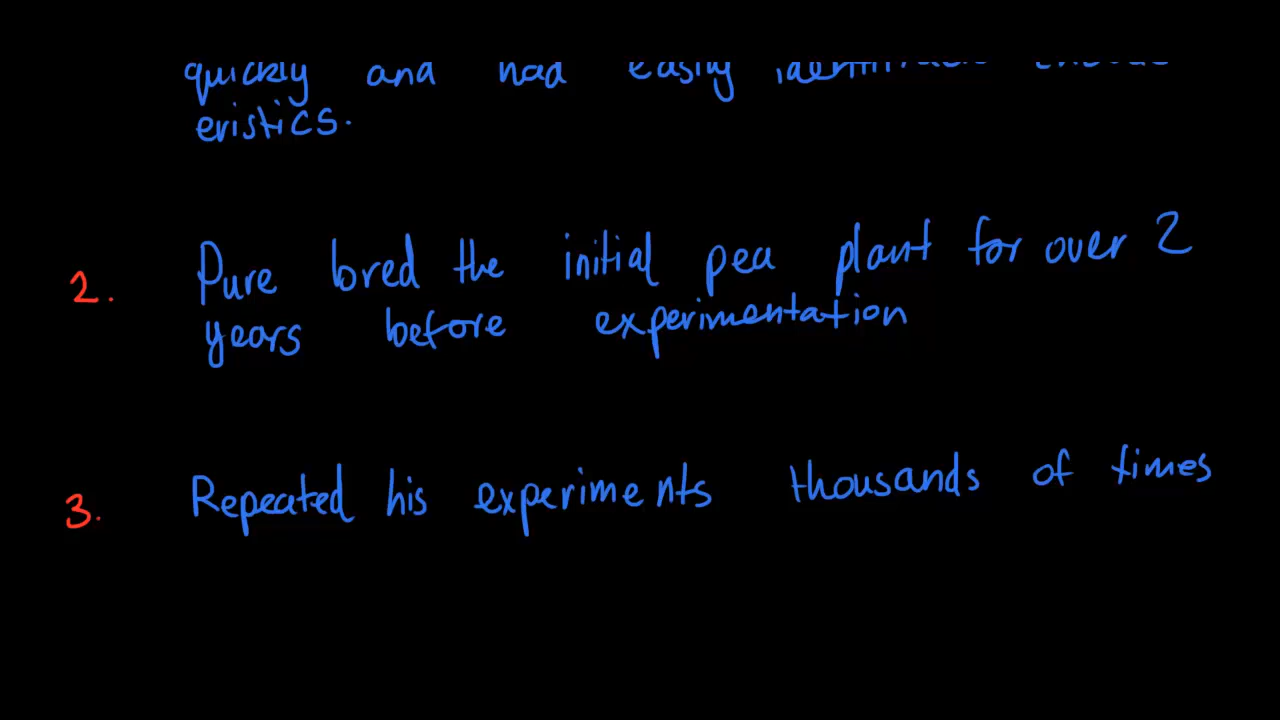 quickly and had easily
eristics.
2. Pure bred the initial pea plant for over 2
years before experimentation
3. Repeated his experiments thousands of times